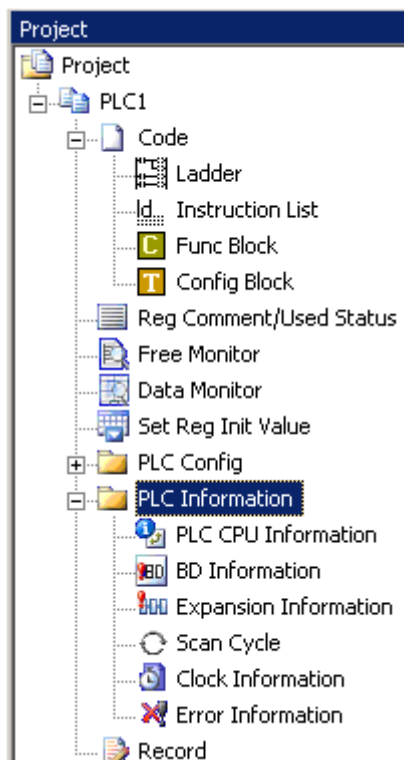 Project
Project
PLC1
Code
Ladder
ld... Instruction List
C Func Block
T Config Block
Reg Comment/Used Status
Free Monitor
Data Monitor
Set Reg Init Value
PLC Config
PLC Information
PLC CPU Information
BD BD Information
Expansion Information
Scan Cycle
Clock Information
Error Information
Record